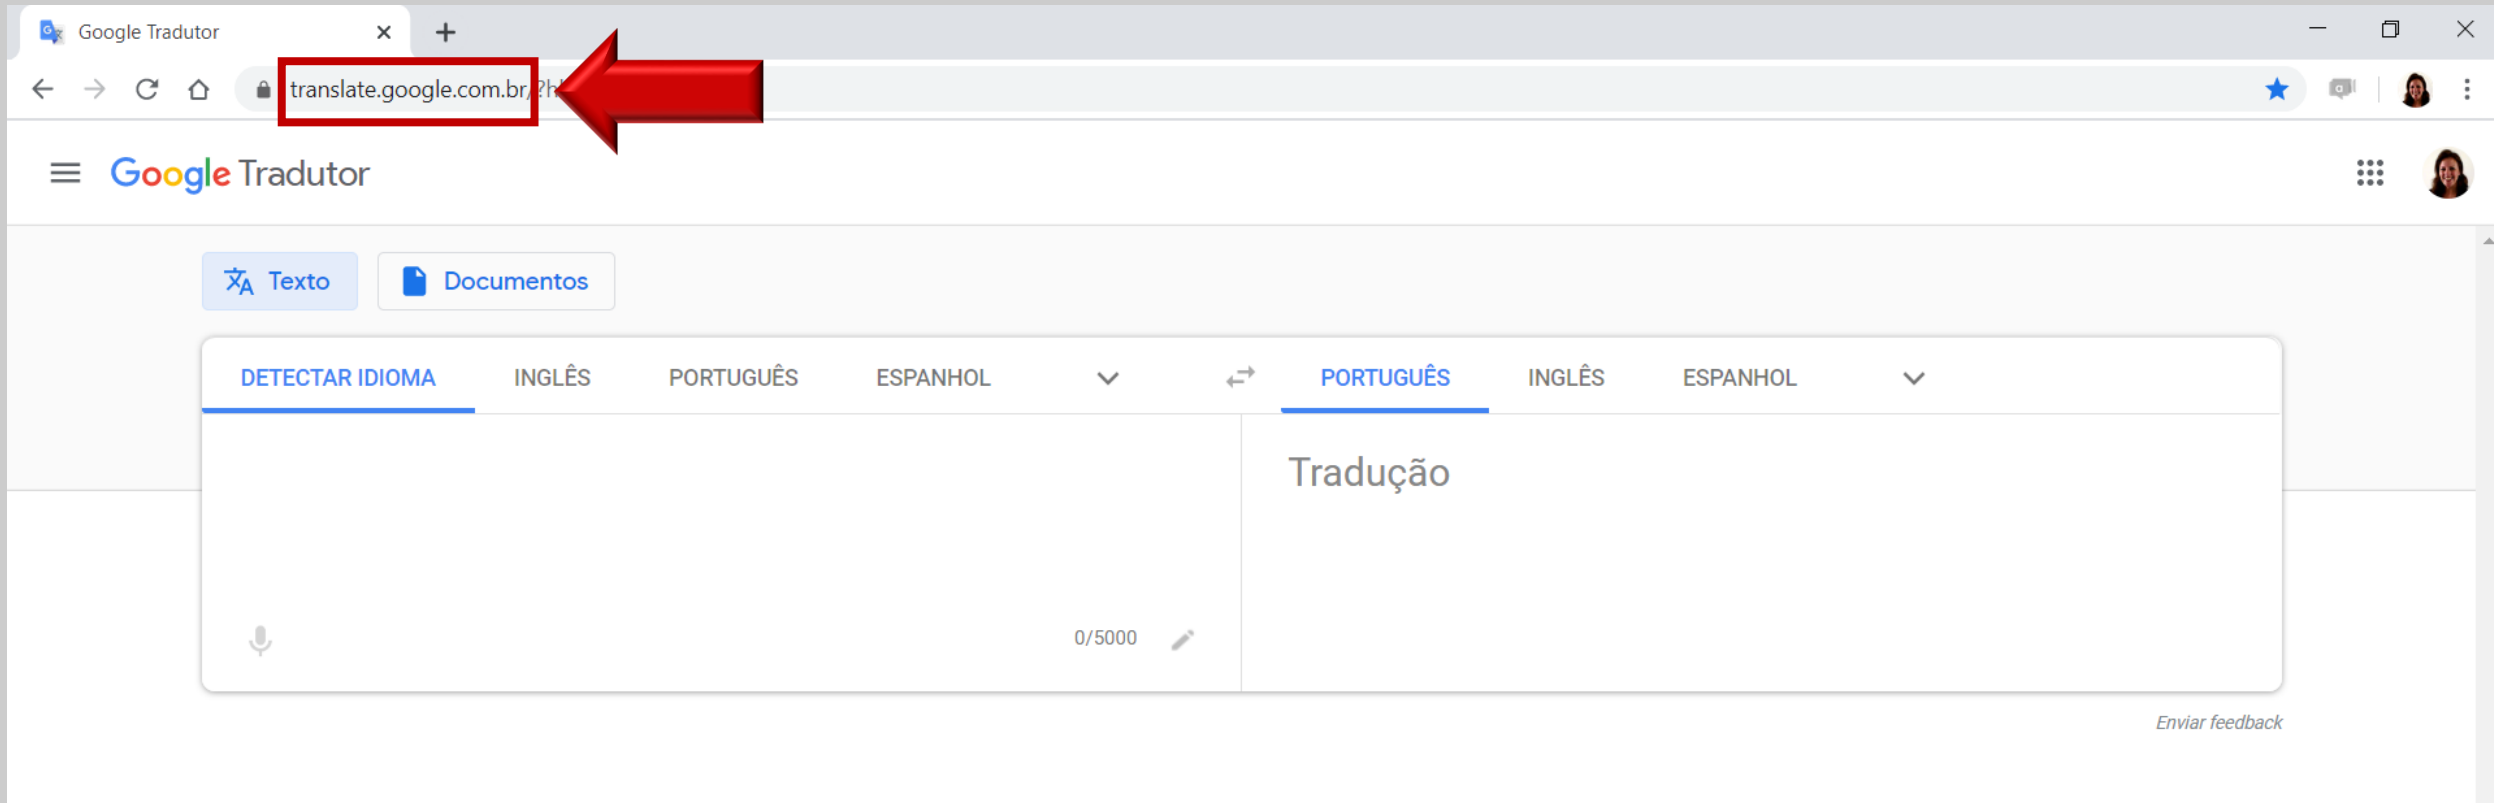 Google Tradutor
translate.google.com.br/?h
Google Tradutor
Texto
Documentos
DETECTAR IDIOMA INGLÊS PORTUGUÊS ESPANHOL PORTUGUÊS INGLÊS ESPANHOL
Tradução
0/5000
Enviar feedback